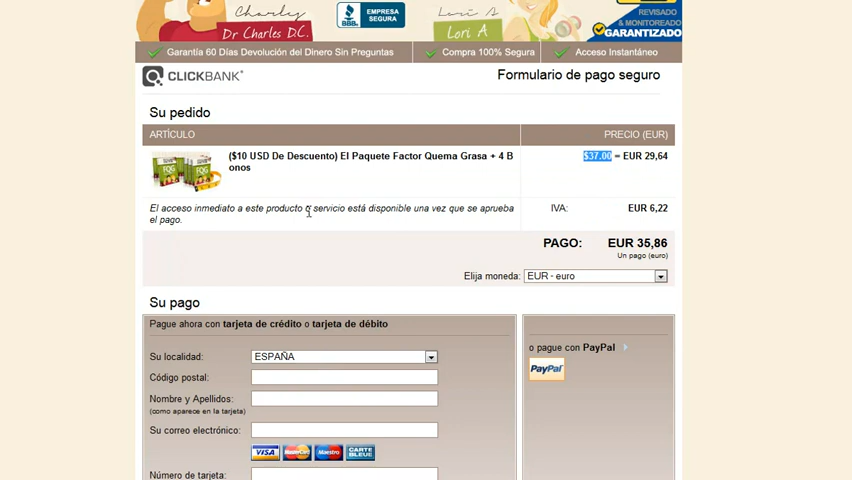 Charly
Lori A
Dr Charles D.C.
Lori A
BBB
EMPRESA
SEGURA
REVISADO
& MONITOREADO
GARANTIZADO
Garantía 60 Días Devolución del Dinero Sin Preguntas
Compra 100% Segura
Acceso Instantáneo
CLICKBANK
Formulario de pago seguro
Su pedido
ARTÍCULO
PRECIO (EUR)
($10 USD De Descuento) El Paquete Factor Quema Grasa + 4 B
onos
$37.00 = EUR 29,64
FQG
El acceso inmediato a este producto o servicio está disponible una vez que se aprueba
el pago.
IVA:
EUR 6,22
PAGO:
EUR 35,86
Un pago (euro)
Elija moneda:
EUR - euro
Su pago
Pague ahora con tarjeta de crédito o tarjeta de débito
Su localidad:
ESPAÑA
Código postal:
Nombre y Apellidos:
(como aparece en la tarjeta)
Su correo electrónico:
VISA
MasterCard
Maestro
CARTE
BLEUE
Número de tarjeta:
o pague con PayPal
PayPal